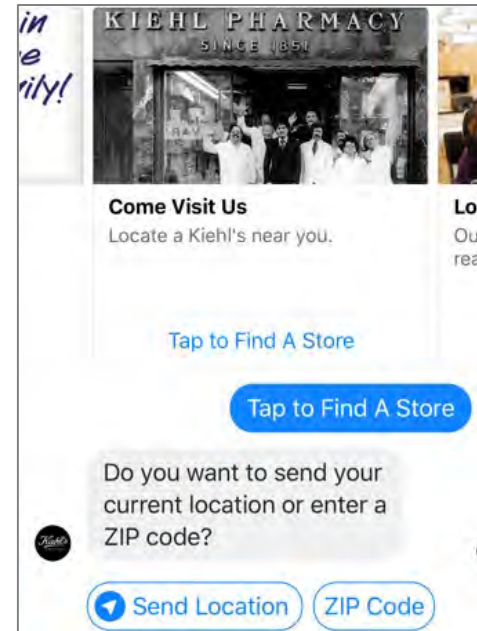 in
e
rily!
KIEHL PHARMACY
SINCE 1851
Come Visit Us
Locate a Kiehl's near you.
Tap to Find A Store
Lo
Ou
rea
Tap to Find A Store
Do you want to send your
current location or enter a
ZIP code?
Kiehl's
Send Location
ZIP Code